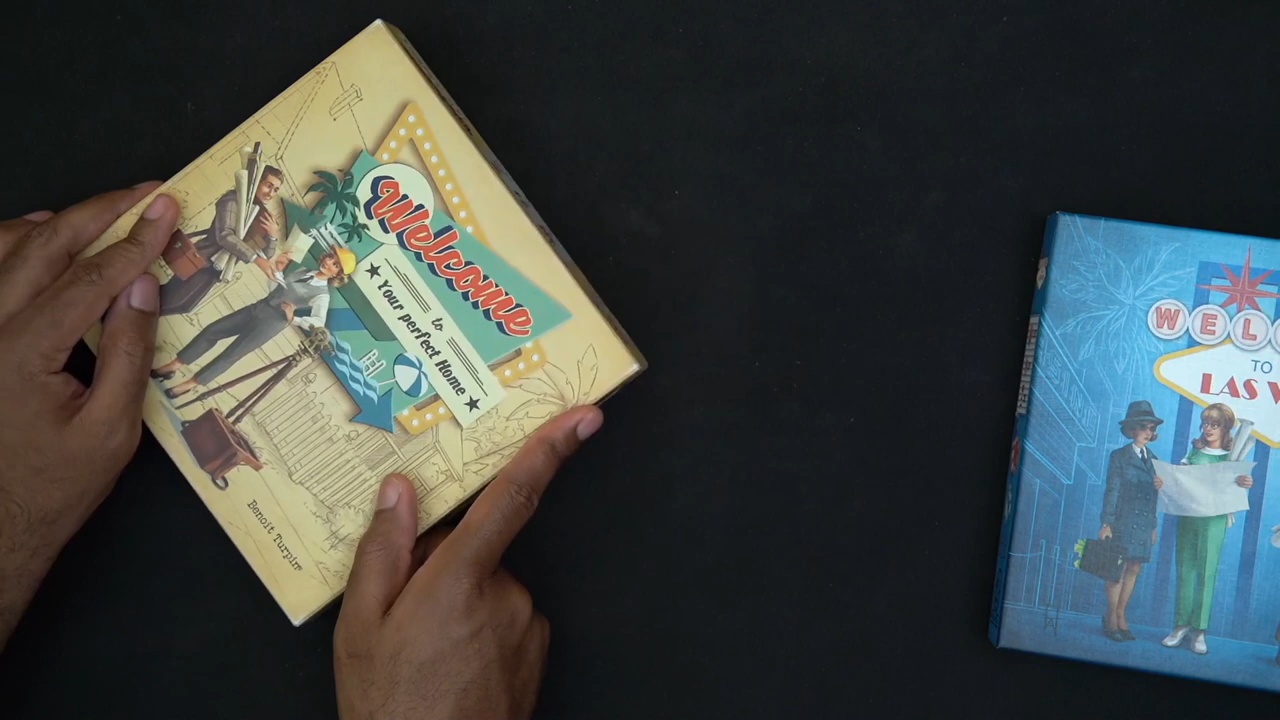 Welcome
to
Your perfect Home
Benoit Turpin
WEL
TO
LAS V